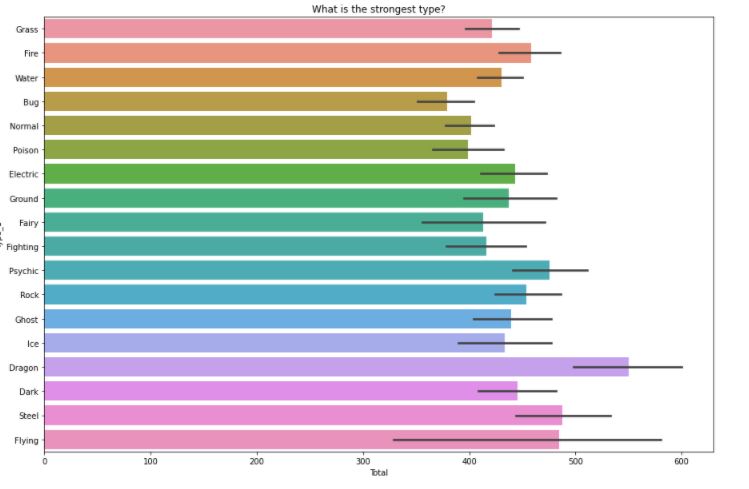 What is the strongest type?
Grass
Fire
Water
Bug
Normal
Poison
Electric
Ground
Fairy
Fighting
Psychic
Rock
Ghost
Ice
Dragon
Dark
Steel
Flying
0 100 200 300 400 500 600
Total